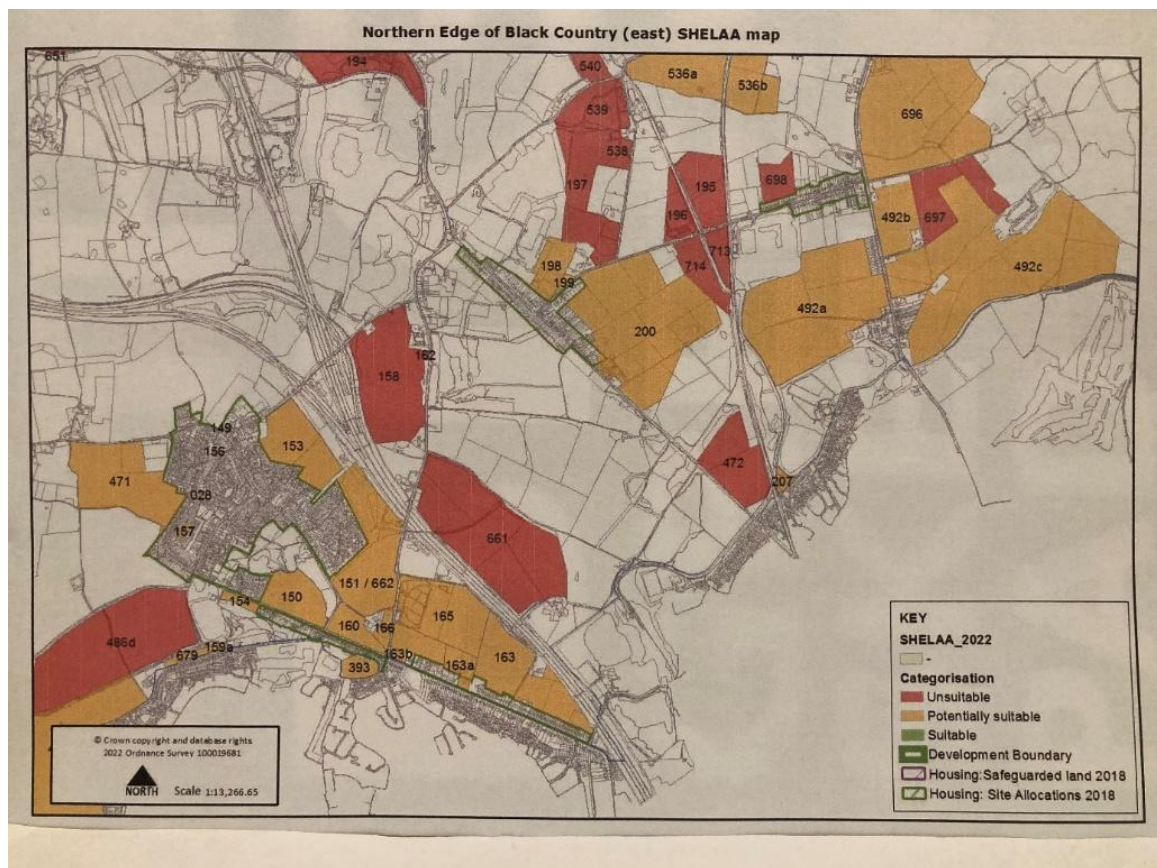 Northern Edge of Black Country (east) SHELAA map
651
194
540
536a
536b
539
696
538
197
195
698
196
492b
697
713
198
714
492c
199
492a
200
162
158
149
153
156
471
472
207
028
157
661
151 / 662
150
154
165
160
166
486d
159a
163b
163
679
393
163a
© Crown copyright and database rights
2022 Ordnance Survey 100019681
NORTH Scale 1:13,266.65
KEY
SHELAA_2022
-
Categorisation
Unsuitable
Potentially suitable
Suitable
Development Boundary
Housing:Safeguarded land 2018
Housing: Site Allocations 2018